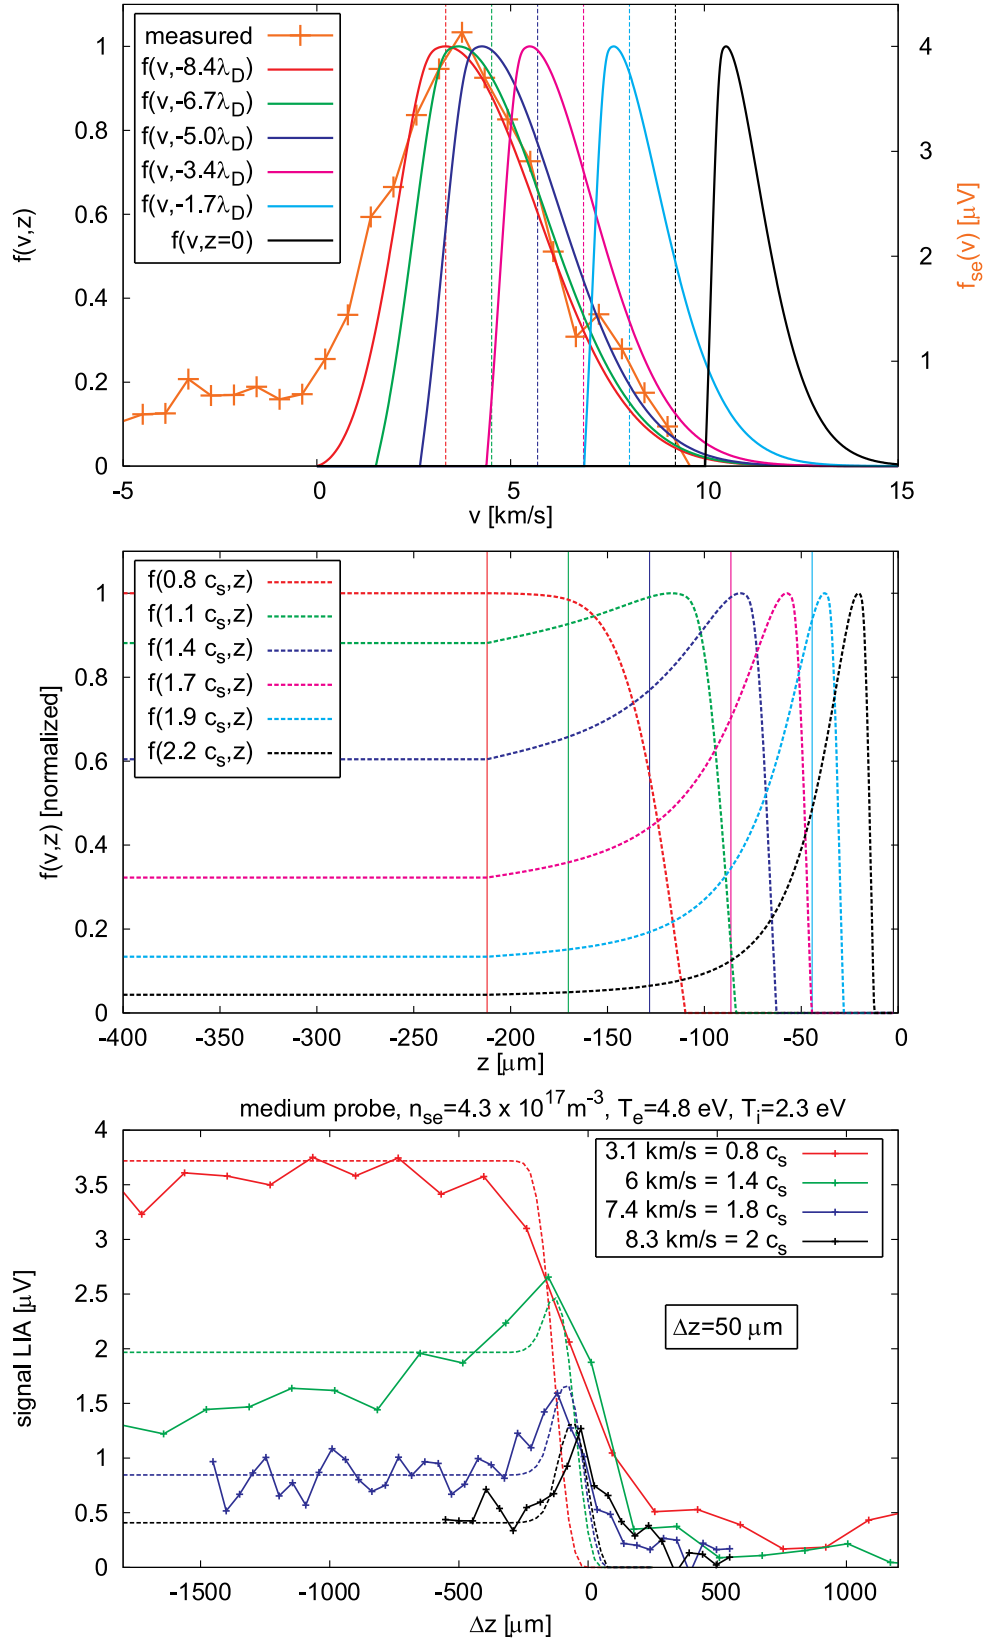 measured
f(v,-8.4λD)
f(v,-6.7λD)
f(v,-5.0λD)
f(v,-3.4λD)
f(v,-1.7λD)
f(v,z=0)
1
0.8
0.6
0.4
0.2
0
f(v,z)
4
3
2
1
fse(v) [μV]
-5 0 5 10 15
v [km/s]
f(0.8 cs,z)
f(1.1 cs,z)
f(1.4 cs,z)
f(1.7 cs,z)
f(1.9 cs,z)
f(2.2 cs,z)
1
0.8
0.6
0.4
0.2
0
f(v,z) [normalized]
-400 -350 -300 -250 -200 -150 -100 -50 0
z [μm]
medium probe, nse=4.3 x 10^17 m^-3, Te=4.8 eV, Ti=2.3 eV
3.1 km/s = 0.8 cs
6 km/s = 1.4 cs
7.4 km/s = 1.8 cs
8.3 km/s = 2 cs
Δz=50 μm
4
3.5
3
2.5
2
1.5
1
0.5
0
signal LIA [μV]
-1500 -1000 -500 0 500 1000
Δz [μm]